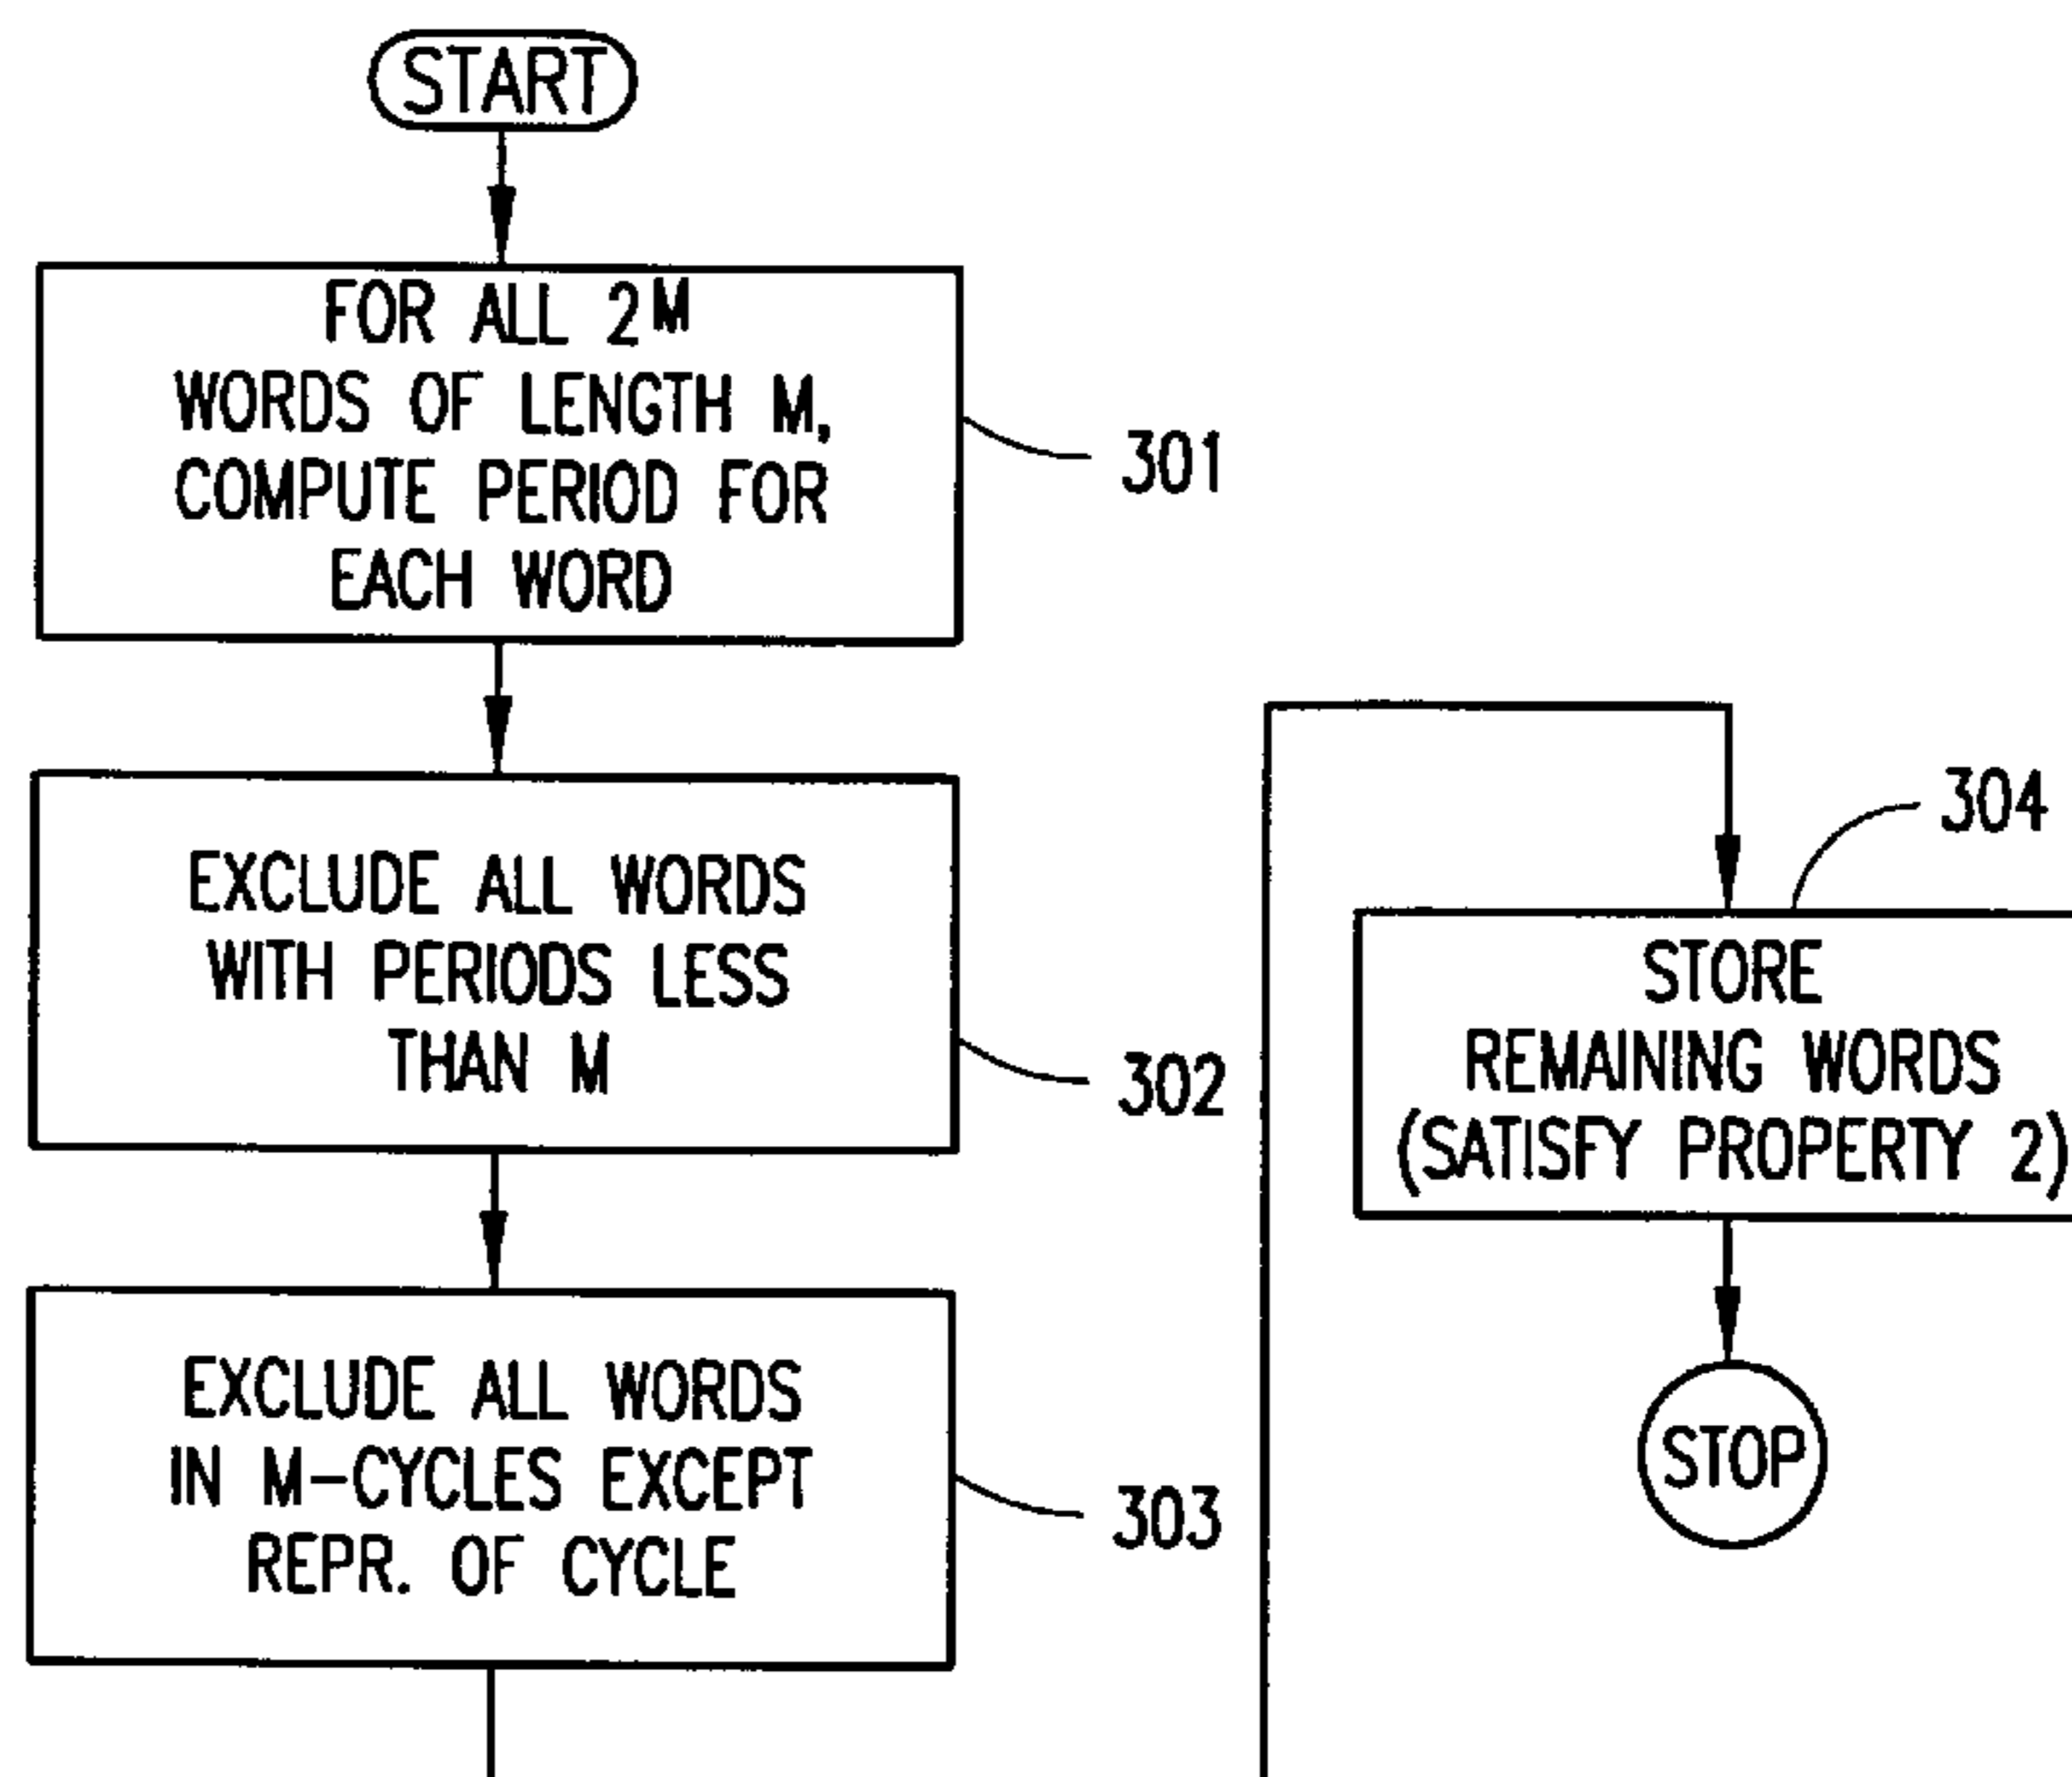 START
FOR ALL 2^M
WORDS OF LENGTH M,
COMPUTE PERIOD FOR
EACH WORD
301
EXCLUDE ALL WORDS
WITH PERIODS LESS
THAN M
302
EXCLUDE ALL WORDS
IN M-CYCLES EXCEPT
REPR. OF CYCLE
303
304
STORE
REMAINING WORDS
(SATISFY PROPERTY 2)
STOP